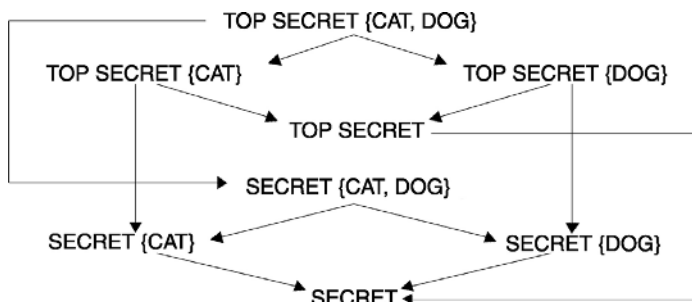 TOP SECRET {CAT, DOG}
TOP SECRET {CAT} TOP SECRET {DOG}
TOP SECRET
SECRET {CAT, DOG}
SECRET {CAT} SECRET {DOG}
SECRET